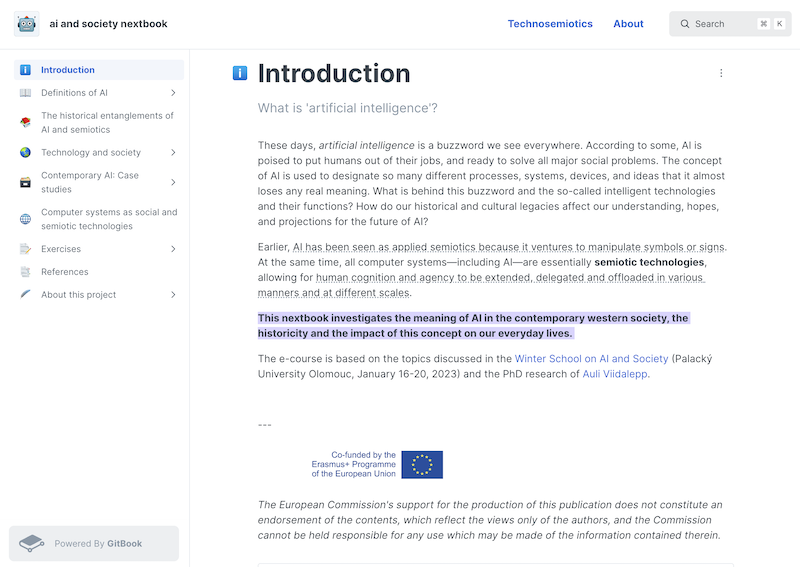 ai and society nextbook
Technosemiotics
About
Search
⌘ K
Introduction
Definitions of AI
The historical entanglements of
AI and semiotics
Technology and society
Contemporary AI: Case
studies
Computer systems as social and
semiotic technologies
Exercises
References
About this project
Powered By GitBook
Introduction
What is 'artificial intelligence'?
These days, artificial intelligence is a buzzword we see everywhere. According to some, AI is
poised to put humans out of their jobs, and ready to solve all major social problems. The concept
of AI is used to designate so many different processes, systems, devices, and ideas that it almost
loses any real meaning. What is behind this buzzword and the so-called intelligent technologies
and their functions? How do our historical and cultural legacies affect our understanding, hopes,
and projections for the future of AI?
Earlier, AI has been seen as applied semiotics because it ventures to manipulate symbols or signs.
At the same time, all computer systems—including AI—are essentially semiotic technologies,
allowing for human cognition and agency to be extended, delegated and offloaded in various
manners and at different scales.
This nextbook investigates the meaning of AI in the contemporary western society, the
historicity and the impact of this concept on our everyday lives.
The e-course is based on the topics discussed in the Winter School on AI and Society (Palacký
University Olomouc, January 16-20, 2023) and the PhD research of Auli Viidalepp.
---
Co-funded by the
Erasmus+ Programme
of the European Union
The European Commission's support for the production of this publication does not constitute an
endorsement of the contents, which reflect the views only of the authors, and the Commission
cannot be held responsible for any use which may be made of the information contained therein.